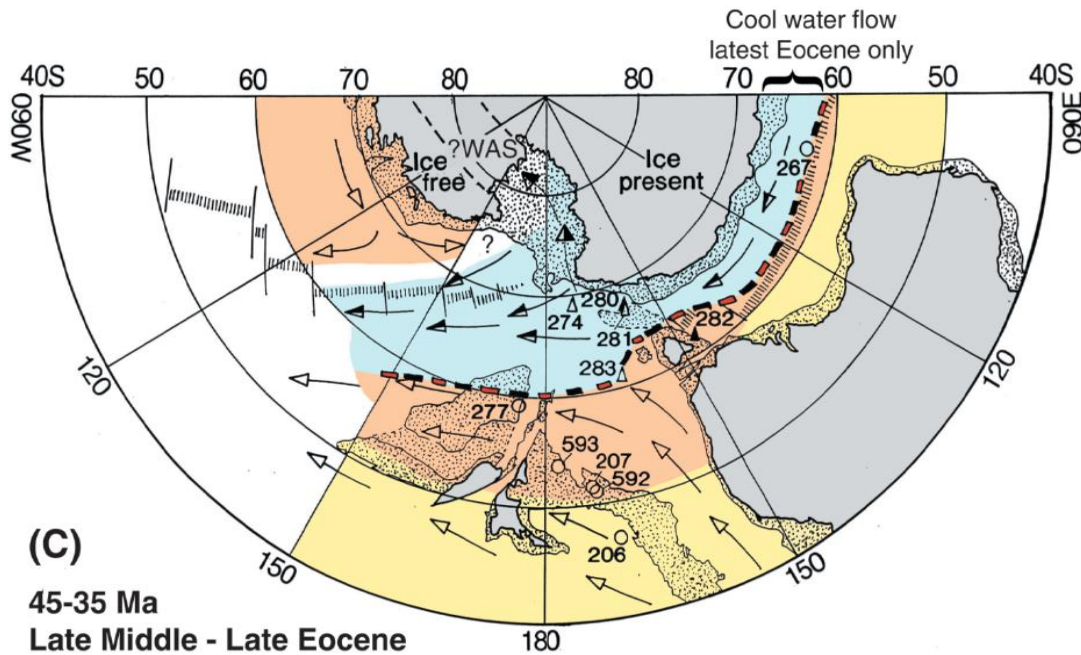 Cool water flow
latest Eocene only
40S 50 60 70 80 80 70 60 50 40S
090W
090E
?WAS
Ice
free
Ice
present
267
?
280
274
281
282
283
120
120
277
593
207
592
206
150
150
180
(C)
45-35 Ma
Late Middle - Late Eocene